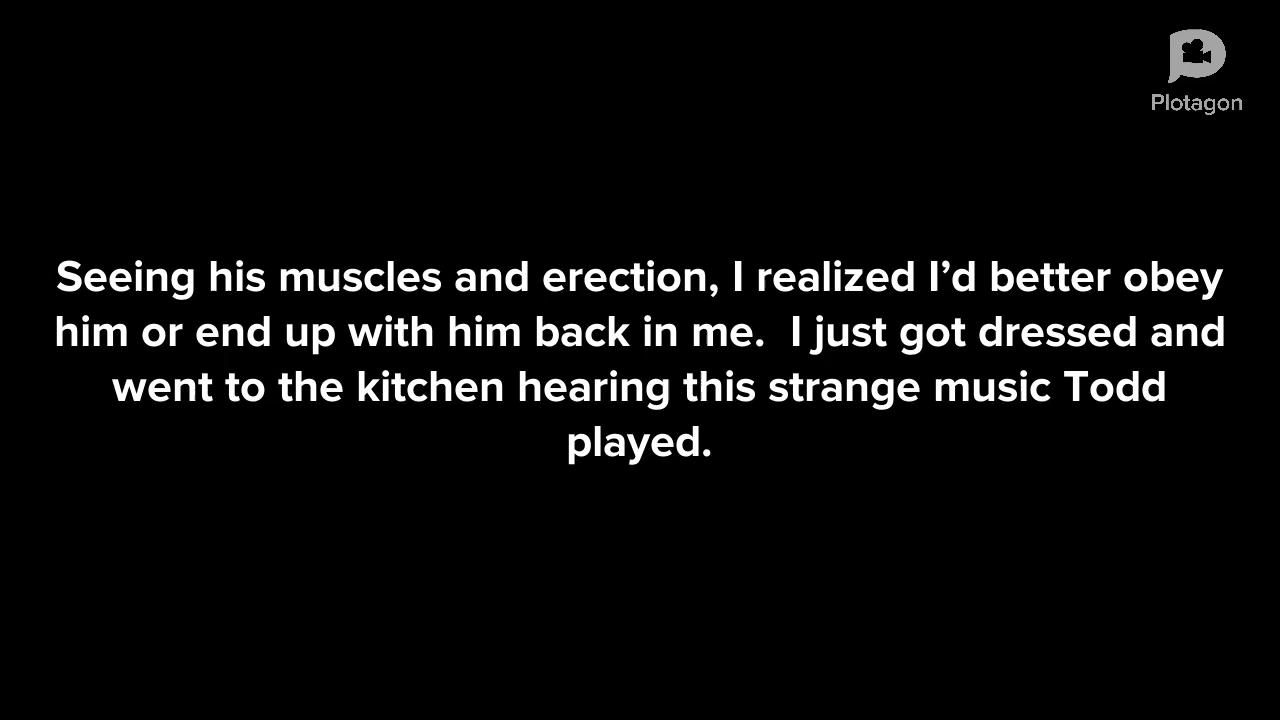 Plotagon
Seeing his muscles and erection, I realized I’d better obey
him or end up with him back in me.  I just got dressed and
went to the kitchen hearing this strange music Todd
played.